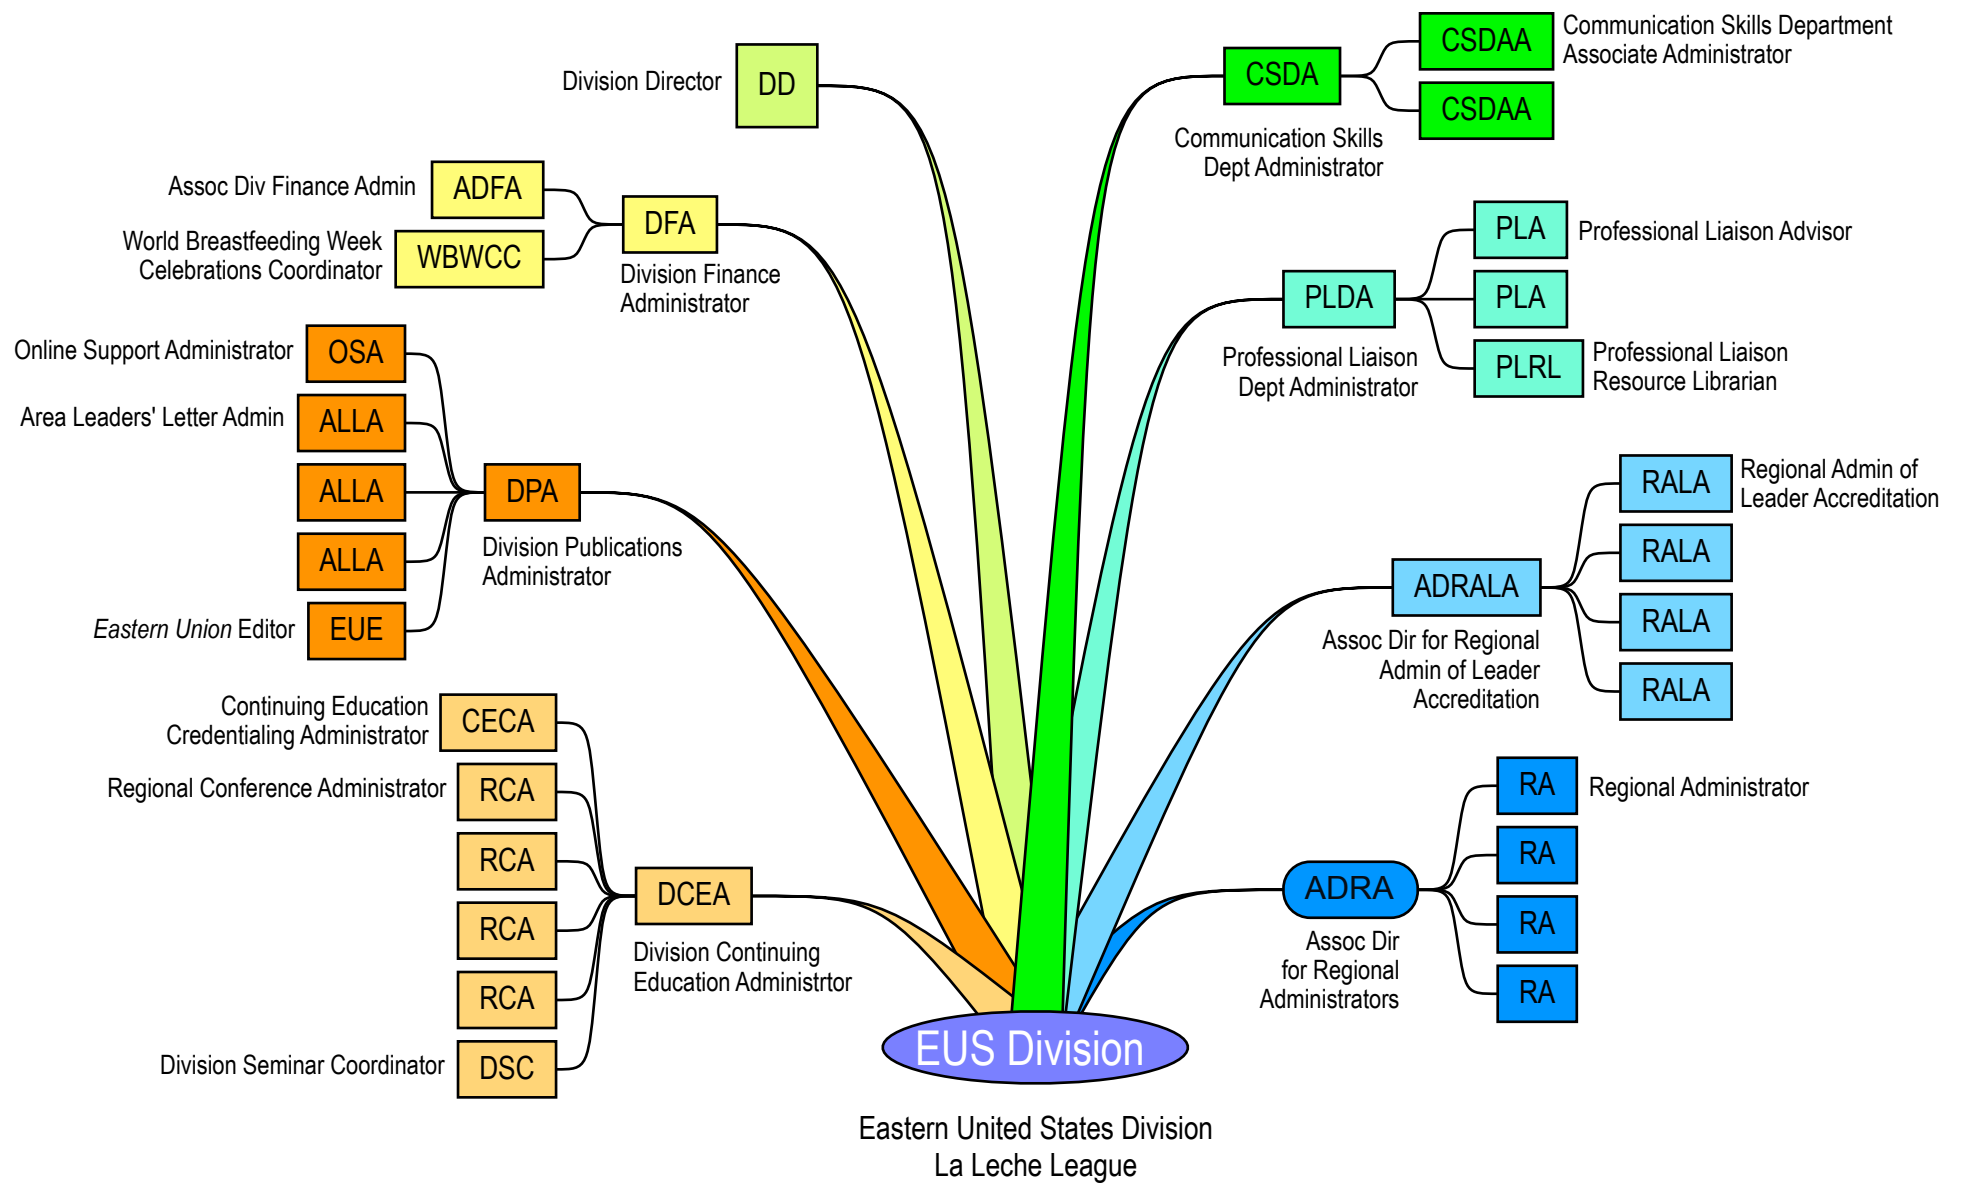 Division Director
DD
Assoc Div Finance Admin
ADFA
World Breastfeeding Week
Celebrations Coordinator
WBWCC
DFA
Division Finance
Administrator
Online Support Administrator
OSA
Area Leaders' Letter Admin
ALLA
ALLA
ALLA
Eastern Union Editor
EUE
DPA
Division Publications
Administrator
Continuing Education
Credentialing Administrator
CECA
Regional Conference Administrator
RCA
RCA
RCA
RCA
Division Seminar Coordinator
DSC
DCEA
Division Continuing
Education Administrtor
CSDA
Communication Skills
Dept Administrator
CSDAA
Communication Skills Department
Associate Administrator
CSDAA
PLDA
Professional Liaison
Dept Administrator
PLA
Professional Liaison Advisor
PLA
PLRL
Professional Liaison
Resource Librarian
ADRALA
Assoc Dir for Regional
Admin of Leader
Accreditation
RALA
Regional Admin of
Leader Accreditation
RALA
RALA
RALA
ADRA
Assoc Dir
for Regional
Administrators
RA
Regional Administrator
RA
RA
RA
EUS Division
Eastern United States Division
La Leche League